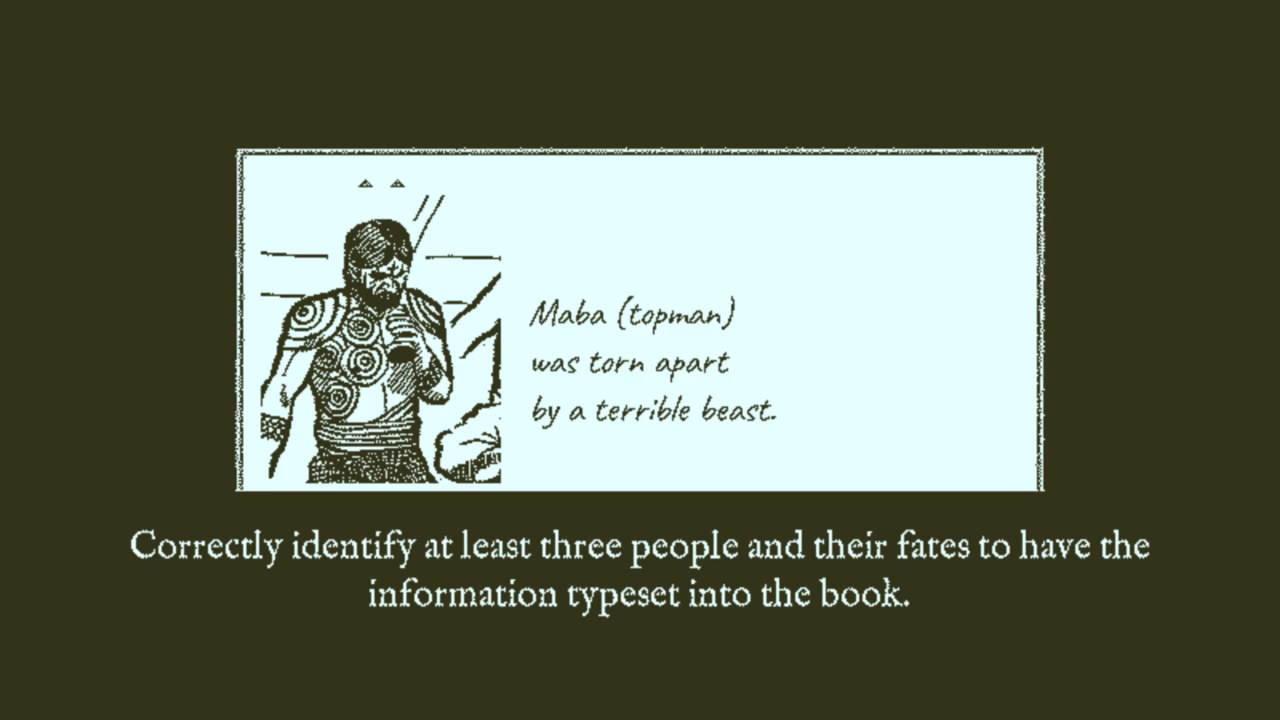 Maba (topman)
was torn apart
by a terrible beast.
Correctly identify at least three people and their fates to have the
information typeset into the book.